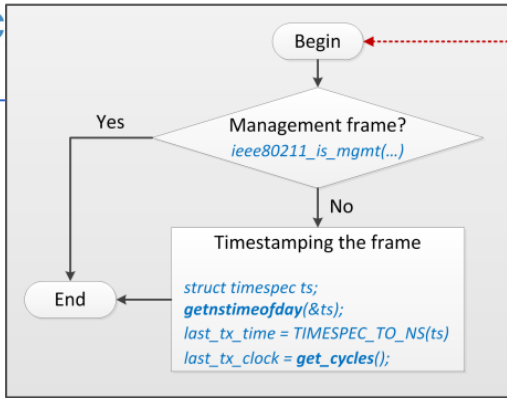 C
Begin
Management frame?
ieee80211_is_mgmt(...)
Yes
No
Timestamping the frame
struct timespec ts;
getnstimeofday(&ts);
last_tx_time = TIMESPEC_TO_NS(ts)
last_tx_clock = get_cycles();
End